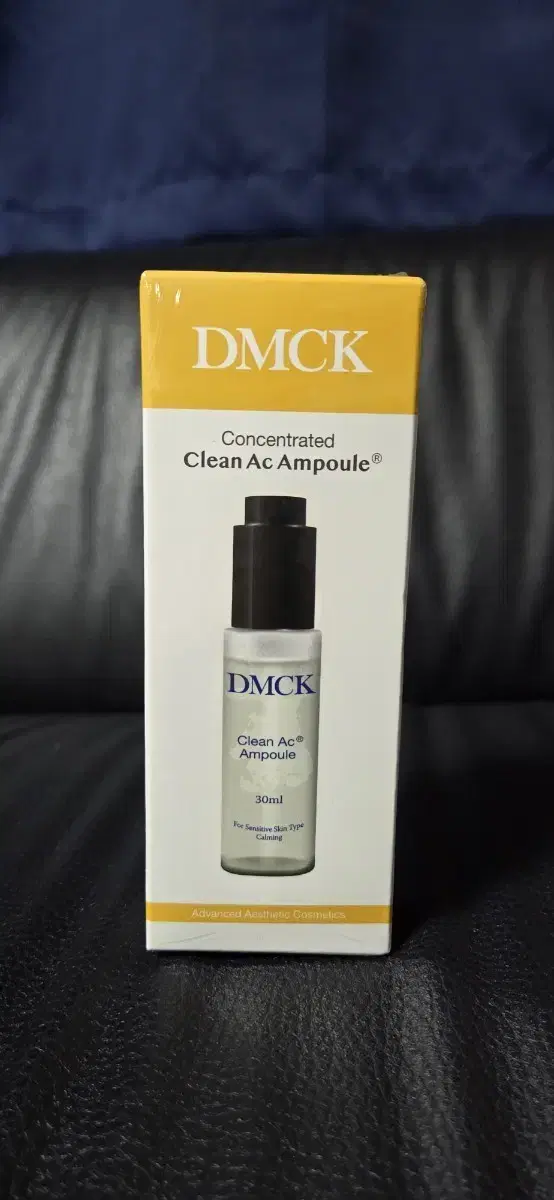 DMCK
Concentrated
Clean Ac Ampoule®
DMCK
Clean Ac®
Ampoule
30ml
For Sensitive Skin Type
Calming
Advanced Aesthetic Cosmetics